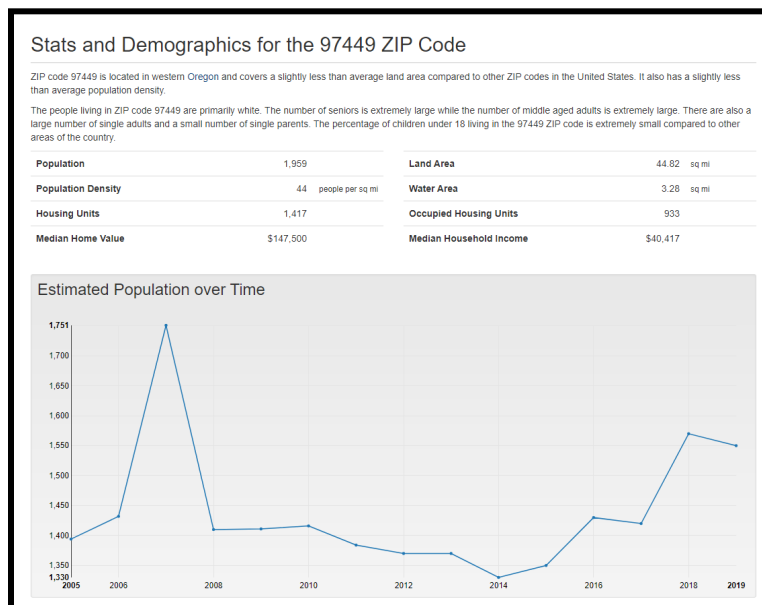 Stats and Demographics for the 97449 ZIP Code
ZIP code 97449 is located in western Oregon and covers a slightly less than average land area compared to other ZIP codes in the United States. It also has a slightly less
than average population density.
The people living in ZIP code 97449 are primarily white. The number of seniors is extremely large while the number of middle aged adults is extremely large. There are also a
large number of single adults and a small number of single parents. The percentage of children under 18 living in the 97449 ZIP code is extremely small compared to other
areas of the country.
Population 1,959 Land Area 44.82 sq mi
Population Density 44 people per sq mi Water Area 3.28 sq mi
Housing Units 1,417 Occupied Housing Units 933
Median Home Value $147,500 Median Household Income $40,417
Estimated Population over Time
1,751
1,700
1,650
1,600
1,550
1,500
1,450
1,400
1,350
1,330
2005 2006 2008 2010 2012 2014 2016 2018 2019